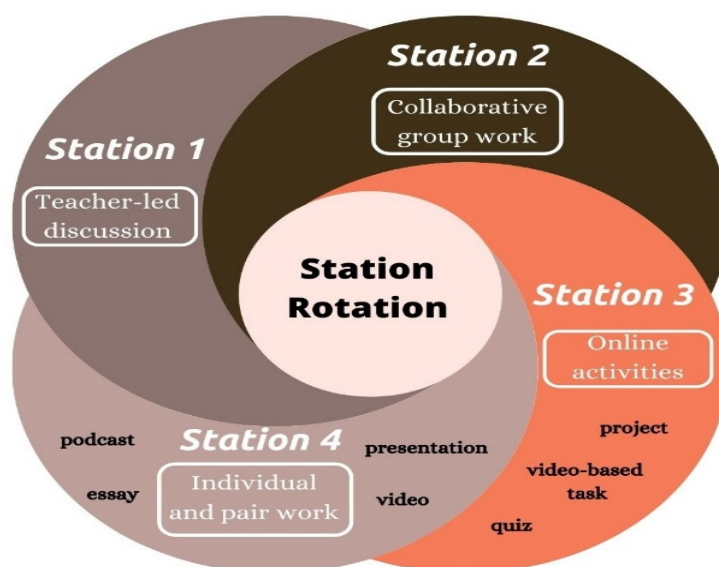 Station 1
Teacher-led
discussion
Station 2
Collaborative
group work
Station
Rotation
Station 3
Online
activities
project
video-based
task
quiz
Station 4
Individual
and pair work
podcast
essay
presentation
video